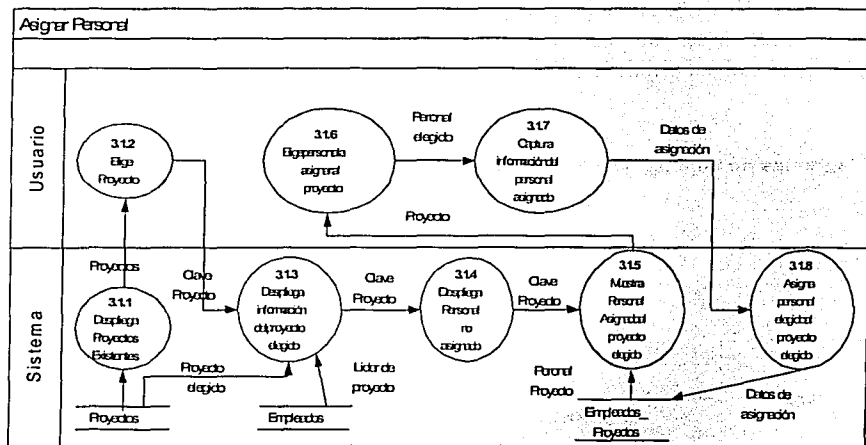 Asignar Personal
Usuario
3.1.2
Elige
Proyecto
3.1.6
Elige personal a
asignar al
proyecto
Personal
elegido
3.1.7
Captura
información del
personal
asignado
Datos de
asignación
Proyecto
Sistema
Proyectos
3.1.1
Despliega
Proyectos
Existentes
Clave
Proyecto
3.1.3
Despliega
información
del proyecto
elegido
Clave
Proyecto
3.1.4
Despliega
Personal
no
asignado
Clave
Proyecto
3.1.5
Muestra
Personal
Asignado al
proyecto
elegido
3.1.8
Asigna
personal
elegido al
proyecto
elegido
Proyecto
elegido
Lider de
proyecto
Personal
Proyecto
Datos de
asignación
Proyectos
Empleados
Empleados_
Proyectos